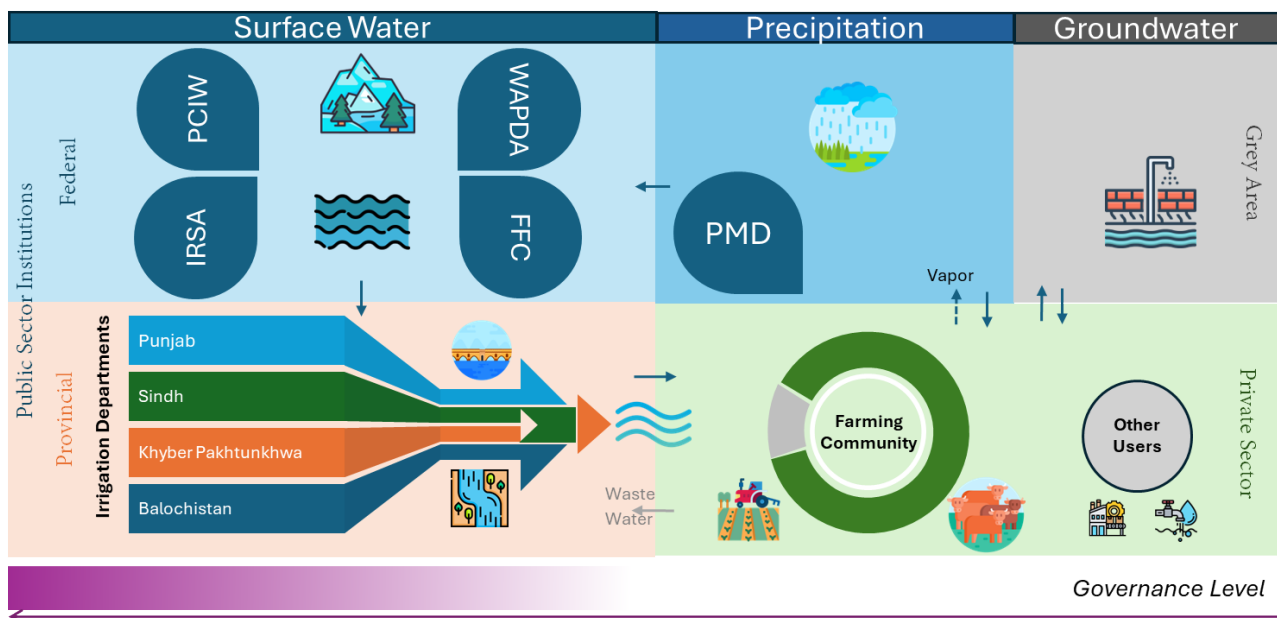 Surface Water
Precipitation
Groundwater
Public Sector Institutions
Federal
PCIW
WAPDA
IRSA
FFC
PMD
Grey Area
Vapor
Provincial
Irrigation Departments
Punjab
Sindh
Khyber Pakhtunkhwa
Balochistan
Waste
Water
Farming
Community
Other
Users
Private Sector
Governance Level